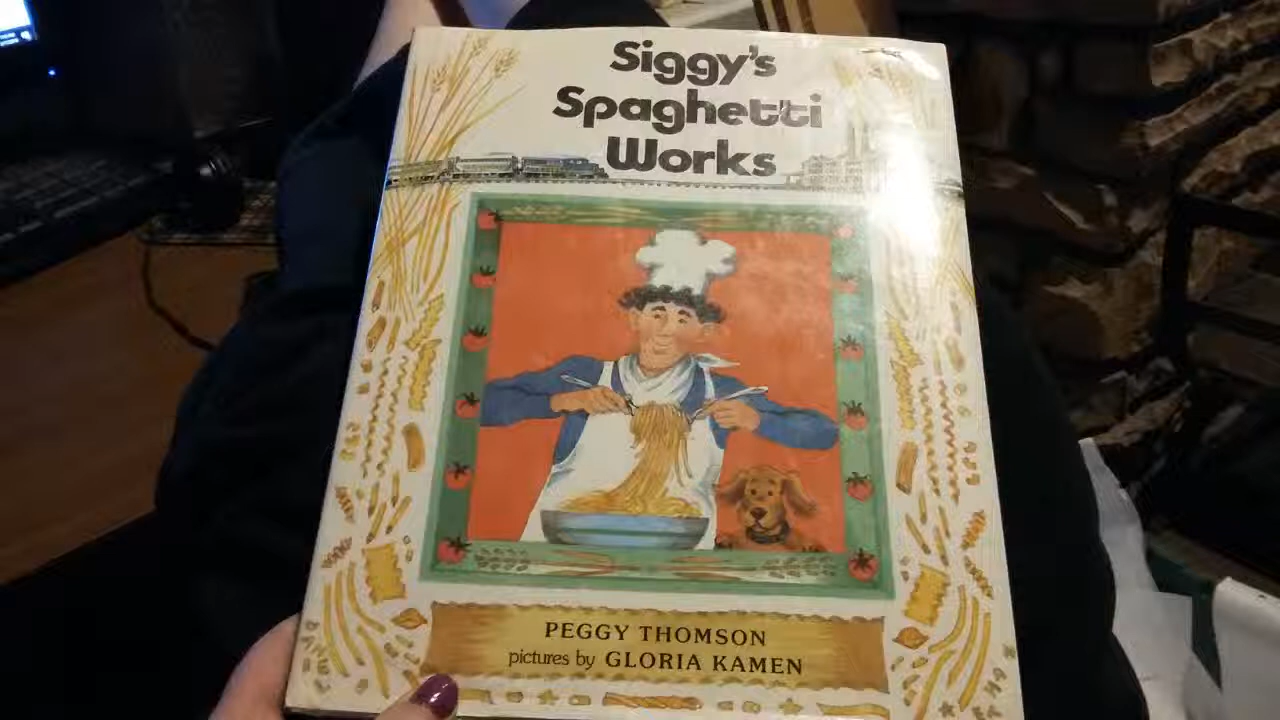 Siggy's
Spaghetti
Works
PEGGY THOMSON
pictures by GLORIA KAMEN